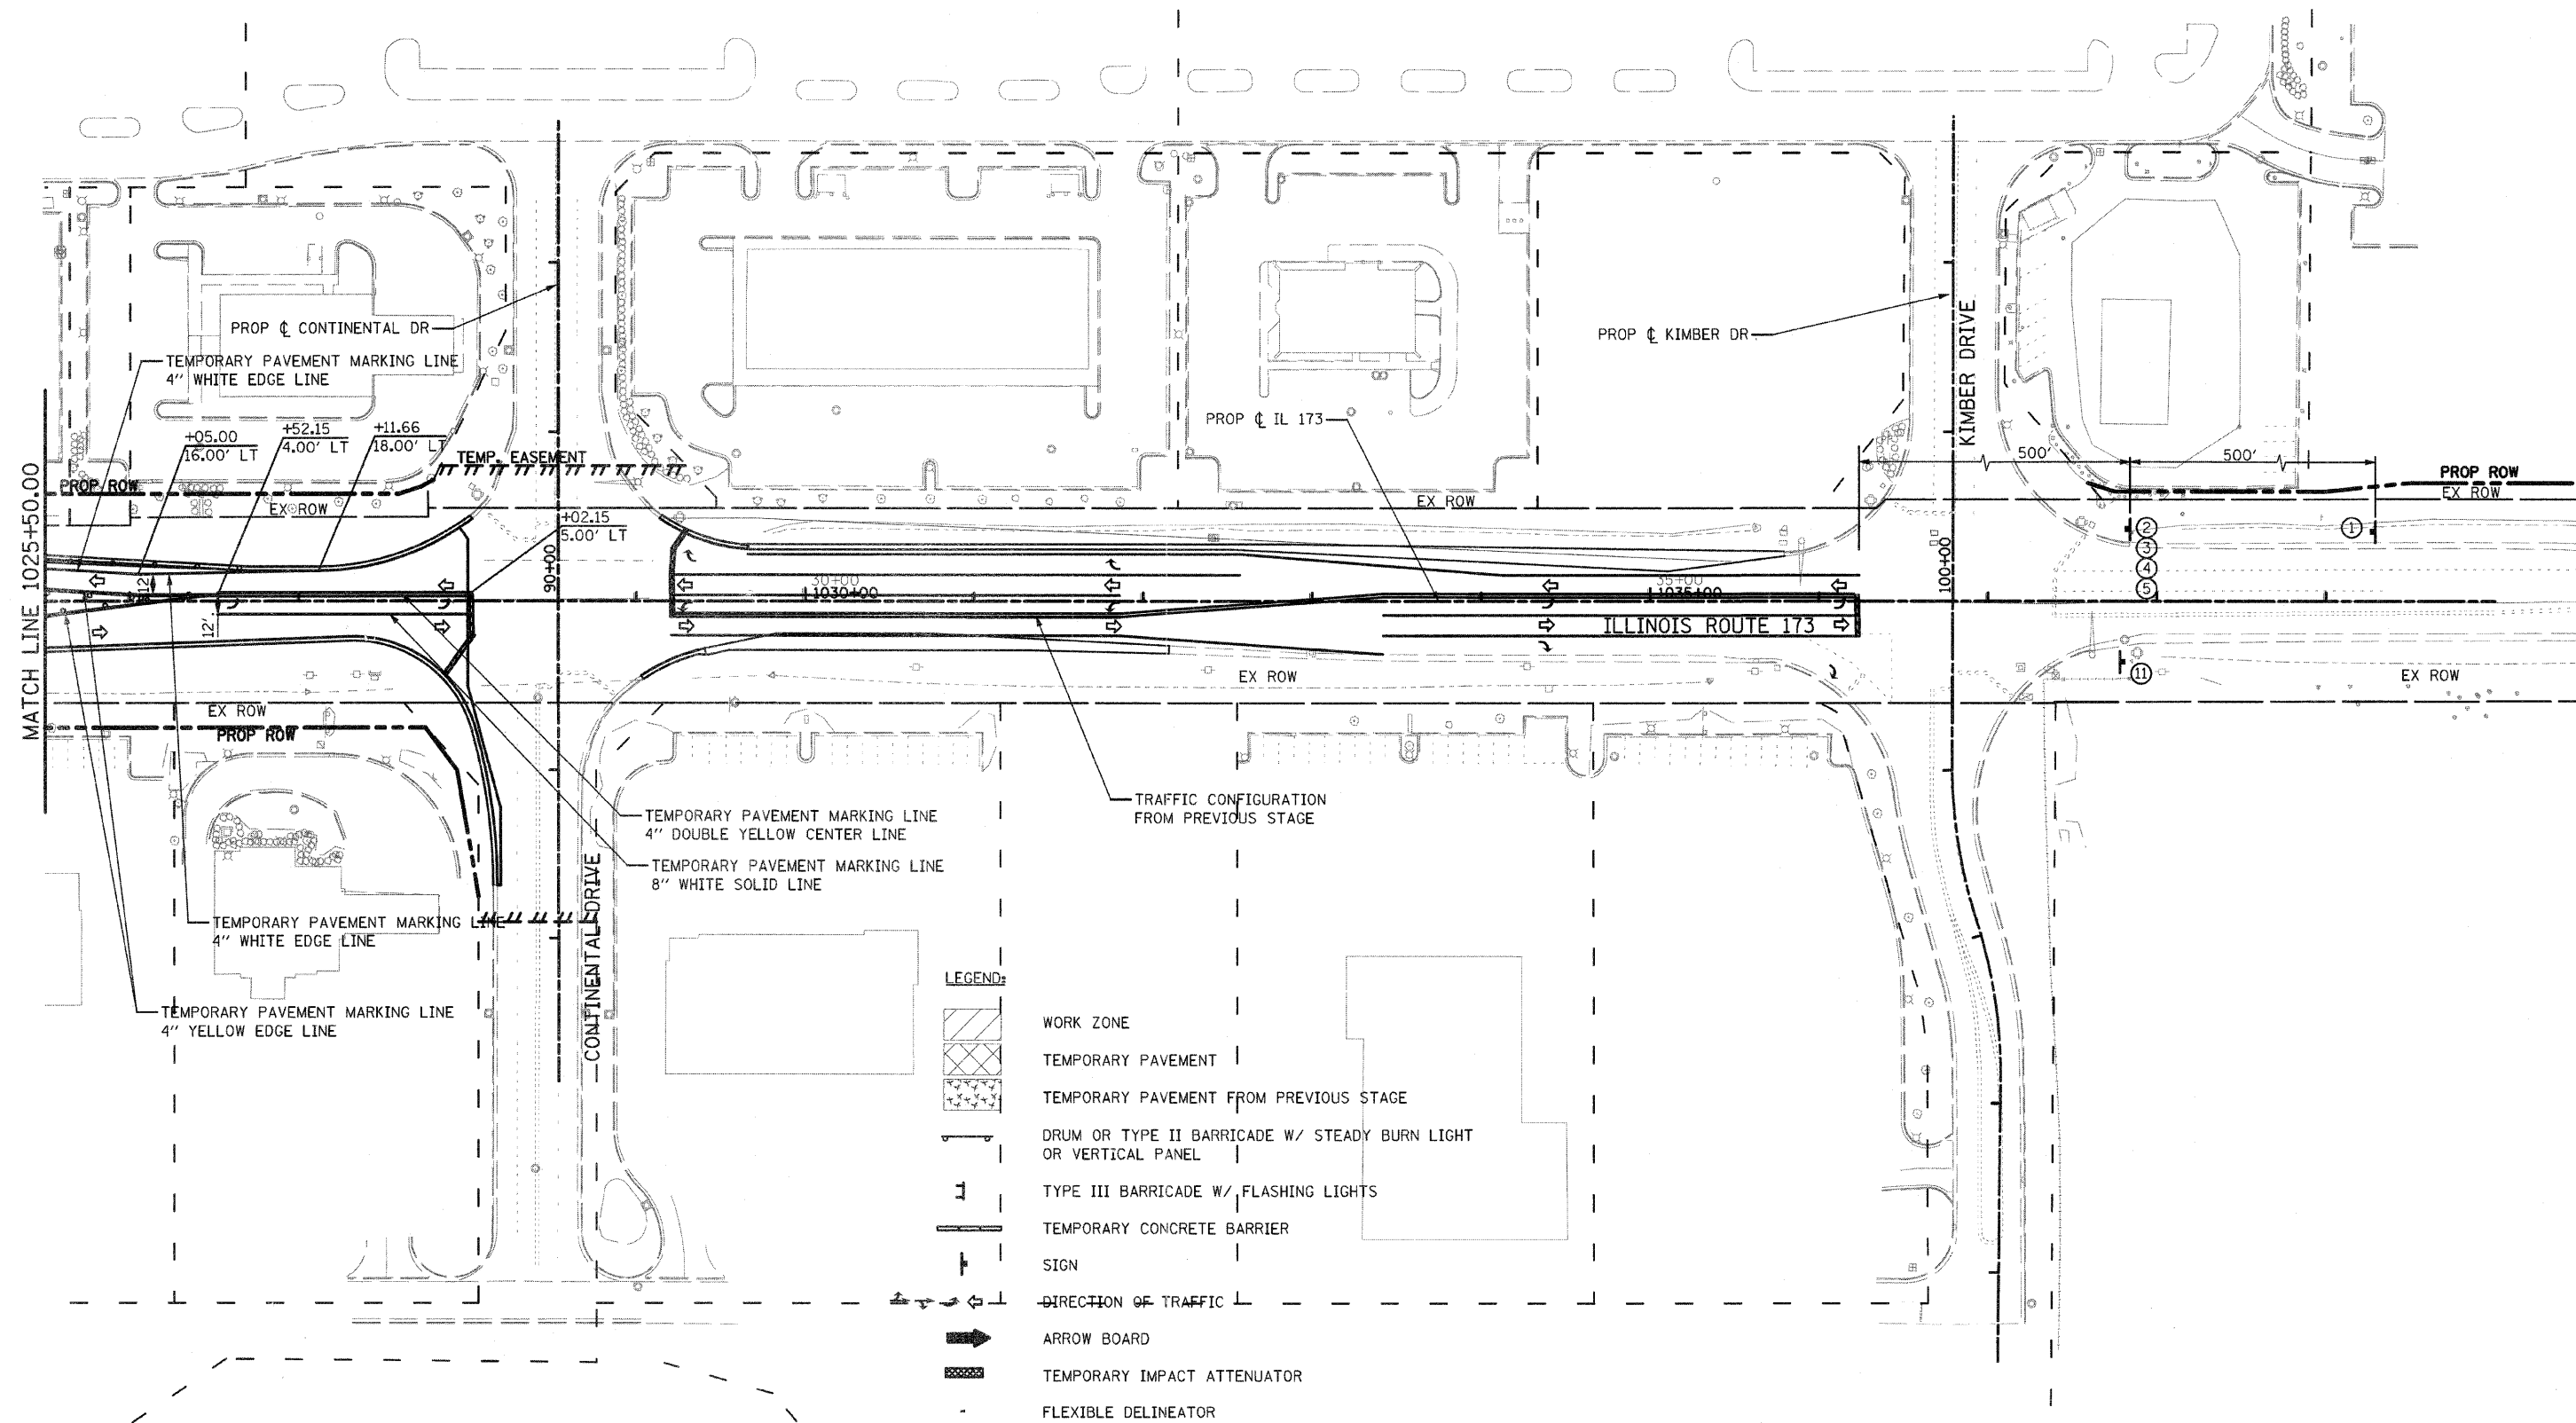 PROP ℄ CONTINENTAL DR
TEMPORARY PAVEMENT MARKING LINE
4" WHITE EDGE LINE
PROP ℄ KIMBER DR
KIMBER DRIVE
PROP ℄ IL 173
+05.00
16.00' LT
+52.15
4.00' LT
+11.66
18.00' LT
TEMP. EASEMENT
500'
500'
PROP ROW
EX ROW
PROP ROW
EX ROW
EX ROW
+02.15
5.00' LT
MATCH LINE 1025+50.00
90+00
100+00
2
3
4
5
1
12'
12'
30+00
1030+00
35+00
1035+00
ILLINOIS ROUTE 173
EX ROW
11
EX ROW
EX ROW
PROP ROW
TEMPORARY PAVEMENT MARKING LINE
4" DOUBLE YELLOW CENTER LINE
TRAFFIC CONFIGURATION
FROM PREVIOUS STAGE
TEMPORARY PAVEMENT MARKING LINE
8" WHITE SOLID LINE
TEMPORARY PAVEMENT MARKING LINE
4" WHITE EDGE LINE
CONTINENTAL DRIVE
TEMPORARY PAVEMENT MARKING LINE
4" YELLOW EDGE LINE
LEGEND:
WORK ZONE
TEMPORARY PAVEMENT
TEMPORARY PAVEMENT FROM PREVIOUS STAGE
DRUM OR TYPE II BARRICADE W/ STEADY BURN LIGHT
OR VERTICAL PANEL
TYPE III BARRICADE W/ FLASHING LIGHTS
TEMPORARY CONCRETE BARRIER
SIGN
DIRECTION OF TRAFFIC
ARROW BOARD
TEMPORARY IMPACT ATTENUATOR
FLEXIBLE DELINEATOR